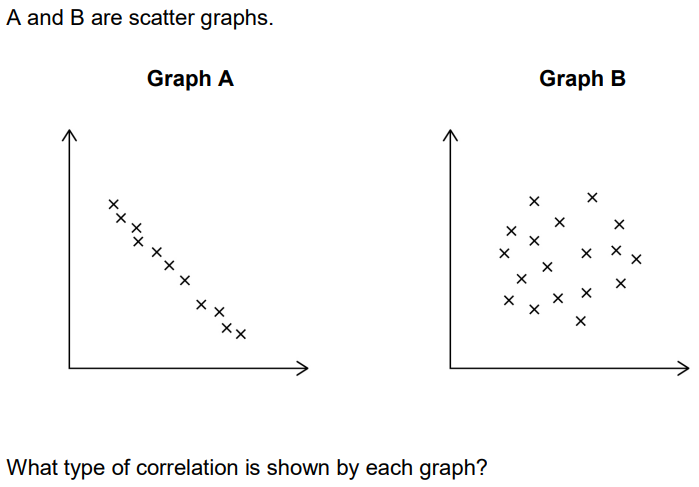 A and B are scatter graphs.
Graph A
Graph B
What type of correlation is shown by each graph?